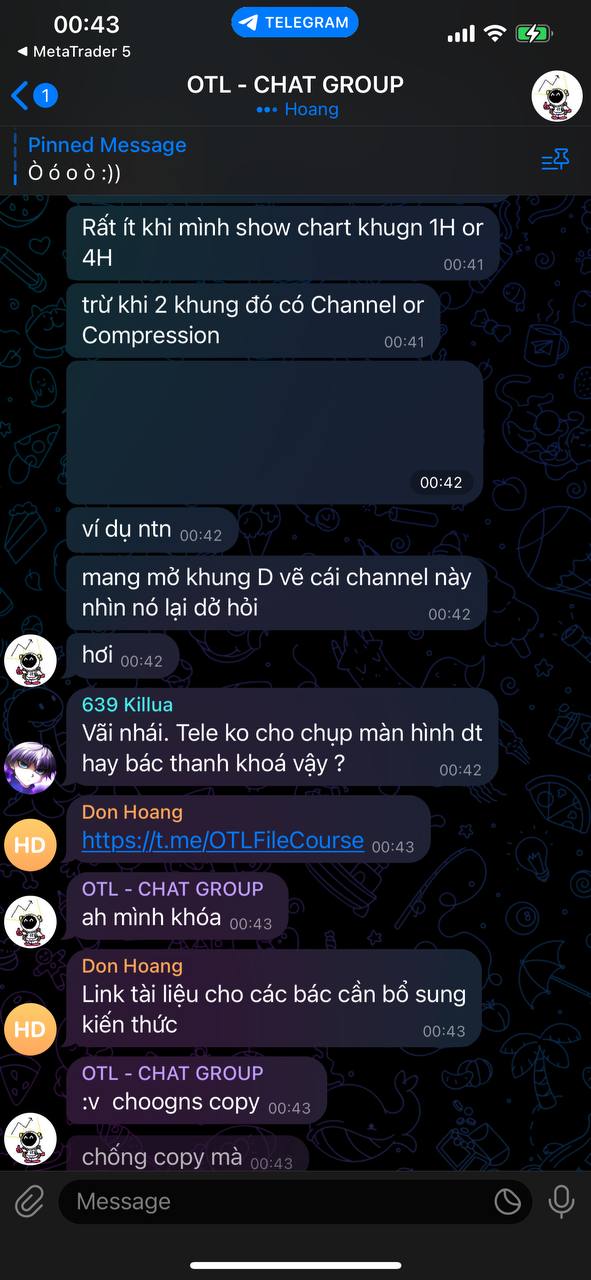 00:43
TELEGRAM
MetaTrader 5
1
OTL - CHAT GROUP
Hoang
Pinned Message
Ò ó o ò :))
Rất ít khi mình show chart khugn 1H or
4H
00:41
trừ khi 2 khung đó có Channel or
Compression
00:41
00:42
ví dụ ntn 00:42
mang mở khung D vẽ cái channel này
nhìn nó lại dở hỏi
00:42
hơi 00:42
639 Killua
Vãi nhái. Tele ko cho chụp màn hình dt
hay bác thanh khoá vậy ?
00:42
HD
Don Hoang
https://t.me/OTLFileCourse 00:43
OTL - CHAT GROUP
ah mình khóa 00:43
Don Hoang
Link tài liệu cho các bác cần bổ sung
kiến thức
00:43
HD
OTL - CHAT GROUP
:v choogns copy 00:43
chống copy mà 00:43
Message